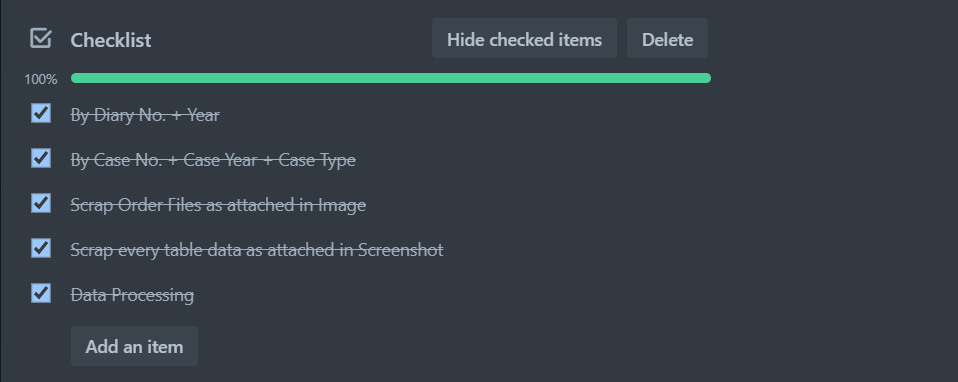 Checklist
Hide checked items
Delete
100%
By Diary No. + Year
By Case No. + Case Year + Case Type
Scrap Order Files as attached in Image
Scrap every table data as attached in Screenshot
Data Processing
Add an item